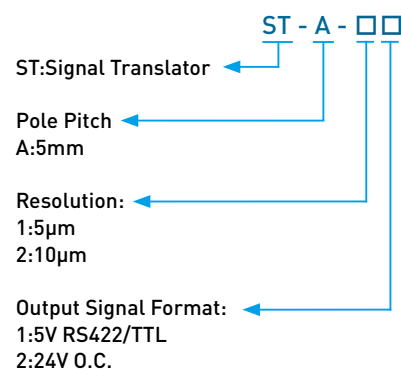 ST - A - □□
ST:Signal Translator
Pole Pitch
A:5mm
Resolution:
1:5μm
2:10μm
Output Signal Format:
1:5V RS422/TTL
2:24V O.C.